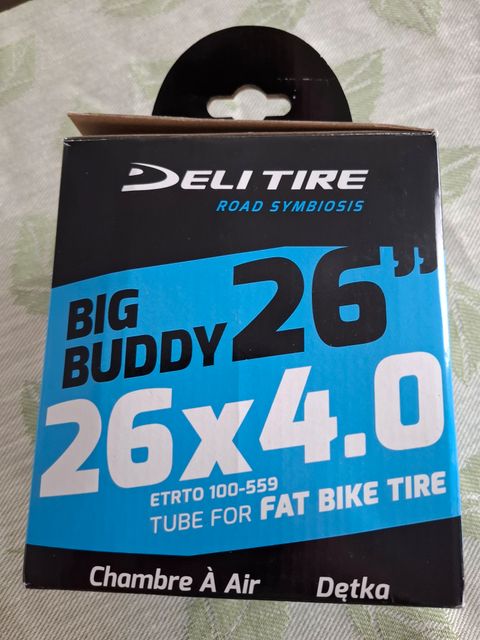 DELI TIRE
ROAD SYMBIOSIS
BIG BUDDY 26"
26x4.0
ETRTO 100-559
TUBE FOR FAT BIKE TIRE
Chambre À Air Dętka